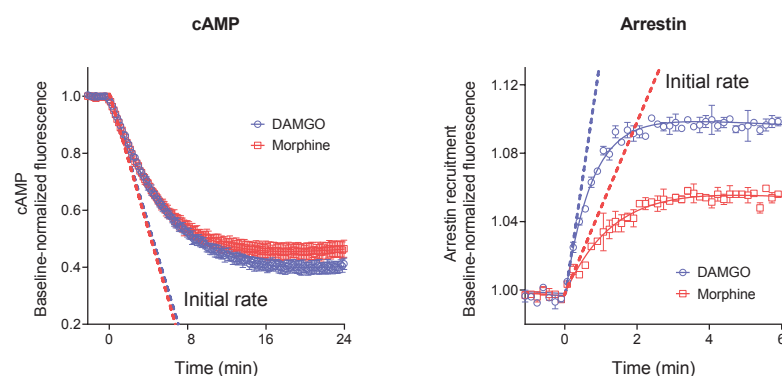 cAMP
cAMP
Baseline-normalized fluorescence
1.0
0.8
0.6
0.4
0.2
DAMGO
Morphine
Initial rate
0
8
16
24
Time (min)
Arrestin
Arrestin recruitment
Baseline-normalized fluorescence
1.12
1.08
1.04
1.00
Initial rate
DAMGO
Morphine
0
2
4
6
Time (min)